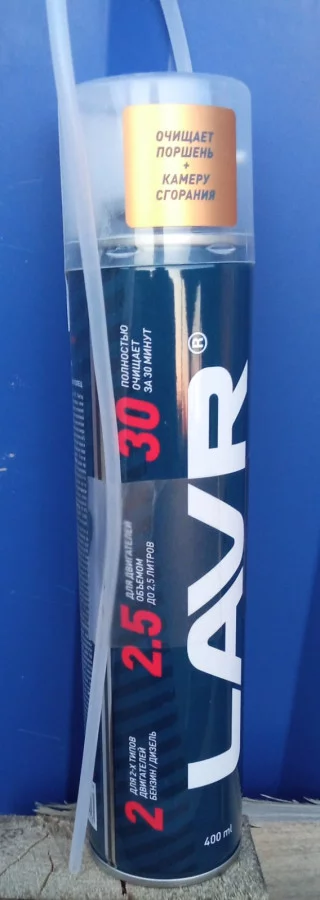 ОЧИЩАЕТ
ПОРШЕНЬ
+
КАМЕРУ
СГОРАНИЯ
LAVR®
30
ПОЛНОСТЬЮ
ОЧИЩАЕТ
ЗА 30 МИНУТ
2.5
ДЛЯ ДВИГАТЕЛЕЙ
ОБЪЕМОМ
ДО 2,5 ЛИТРОВ
2
ДЛЯ 2-Х ТИПОВ
ДВИГАТЕЛЕЙ
БЕНЗИН / ДИЗЕЛЬ
400 ml